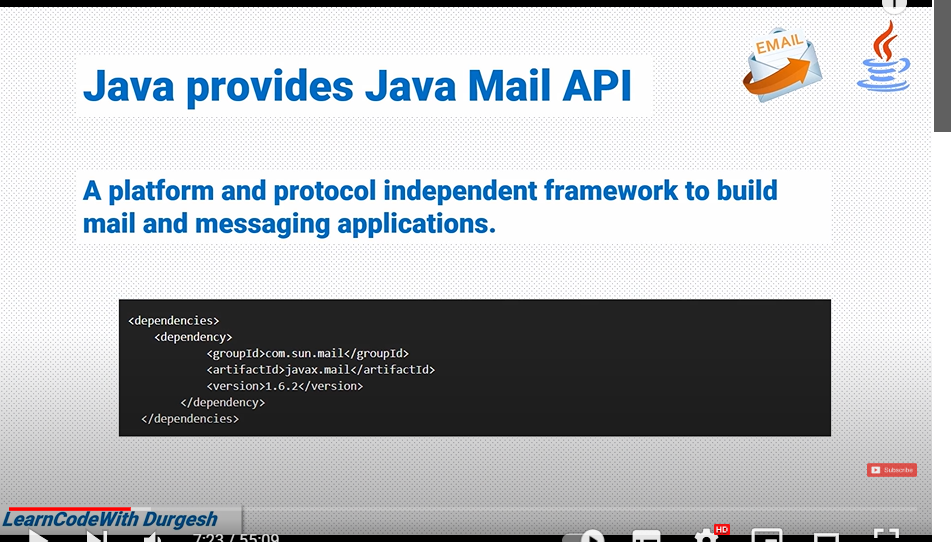 EMAIL
Java provides Java Mail API
A platform and protocol independent framework to build
mail and messaging applications.
<dependencies>
<dependency>
<groupId>com.sun.mail</groupId>
<artifactId>javax.mail</artifactId>
<version>1.6.2</version>
</dependency>
</dependencies>
Subscribe
LearnCodeWith Durgesh
7:23 / 55:09
HD